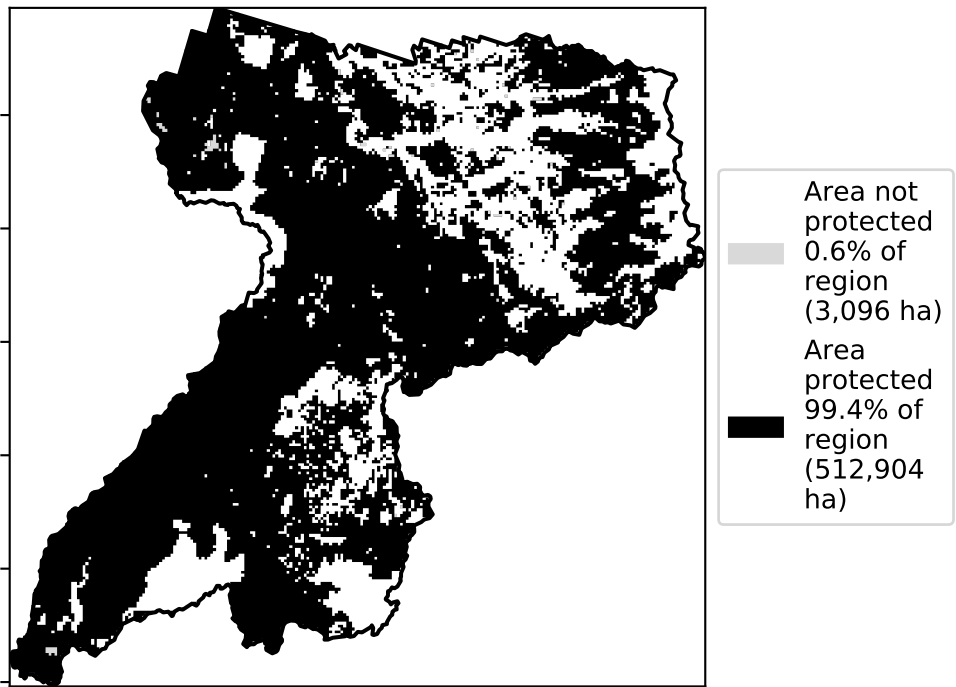 Area not
protected
0.6% of
region
(3,096 ha)
Area
protected
99.4% of
region
(512,904
ha)